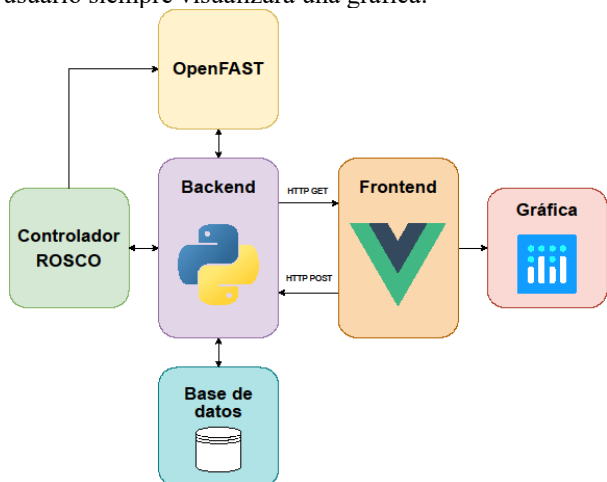 usuario siempre visualizará una gráfica.
OpenFAST
Backend
HTTP GET
Frontend
Gráfica
Controlador
ROSCO
HTTP POST
Base de
datos